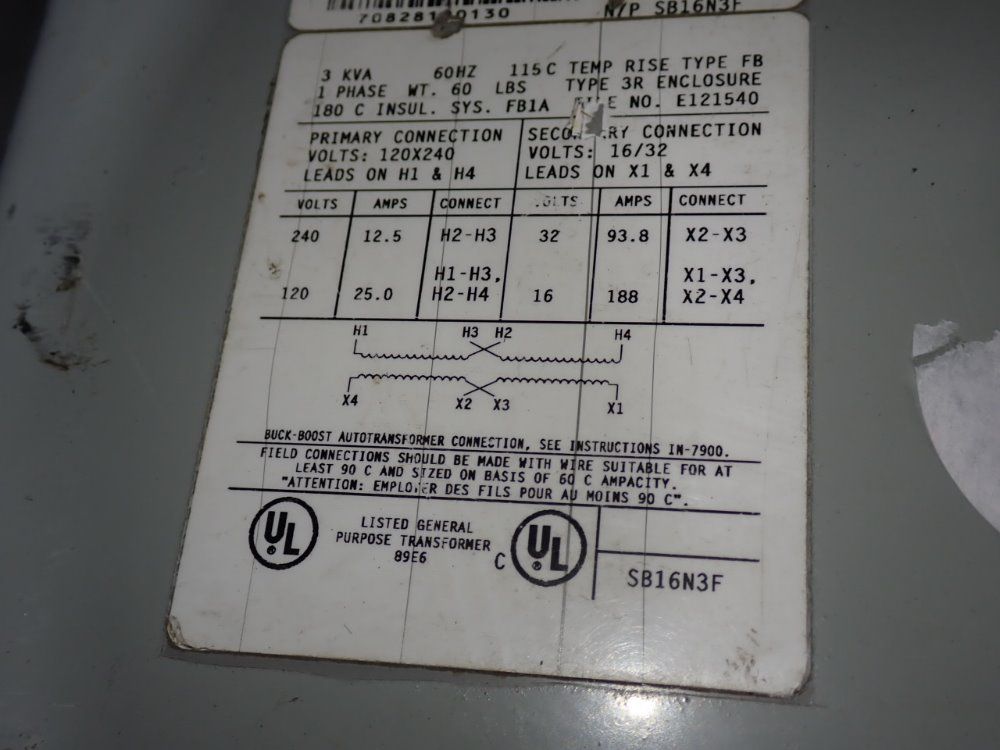 N/P SB16N3F
3 KVA 60HZ 115C TEMP RISE TYPE FB
1 PHASE WT. 60 LBS TYPE 3R ENCLOSURE
180 C INSUL. SYS. FB1A NO. E121540
PRIMARY CONNECTION
VOLTS: 120X240
LEADS ON H1 & H4
CONNECTION
VOLTS: 16/32
LEADS ON X1 & X4
VOLTS AMPS CONNECT AMPS CONNECT
240 12.5 H2-H3 32 93.8 X2-X3
H1-H3, X1-X3,
120 25.0 H2-H4 16 188 X2-X4
H1 H3 H2 H4
X4 X2 X3 X1
BUCK-BOOST AUTOTRANSFORMER CONNECTION, SEE INSTRUCTIONS IN-7900.
FIELD CONNECTIONS SHOULD BE MADE WITH WIRE SUITABLE FOR AT
LEAST 90 C AND SIZED ON BASIS OF 60 C AMPACITY.
"ATTENTION: EMPLOYER DES FILS POUR AU MOINS 90 C".
UL
LISTED GENERAL
PURPOSE TRANSFORMER
89E6
C UL
SB16N3F